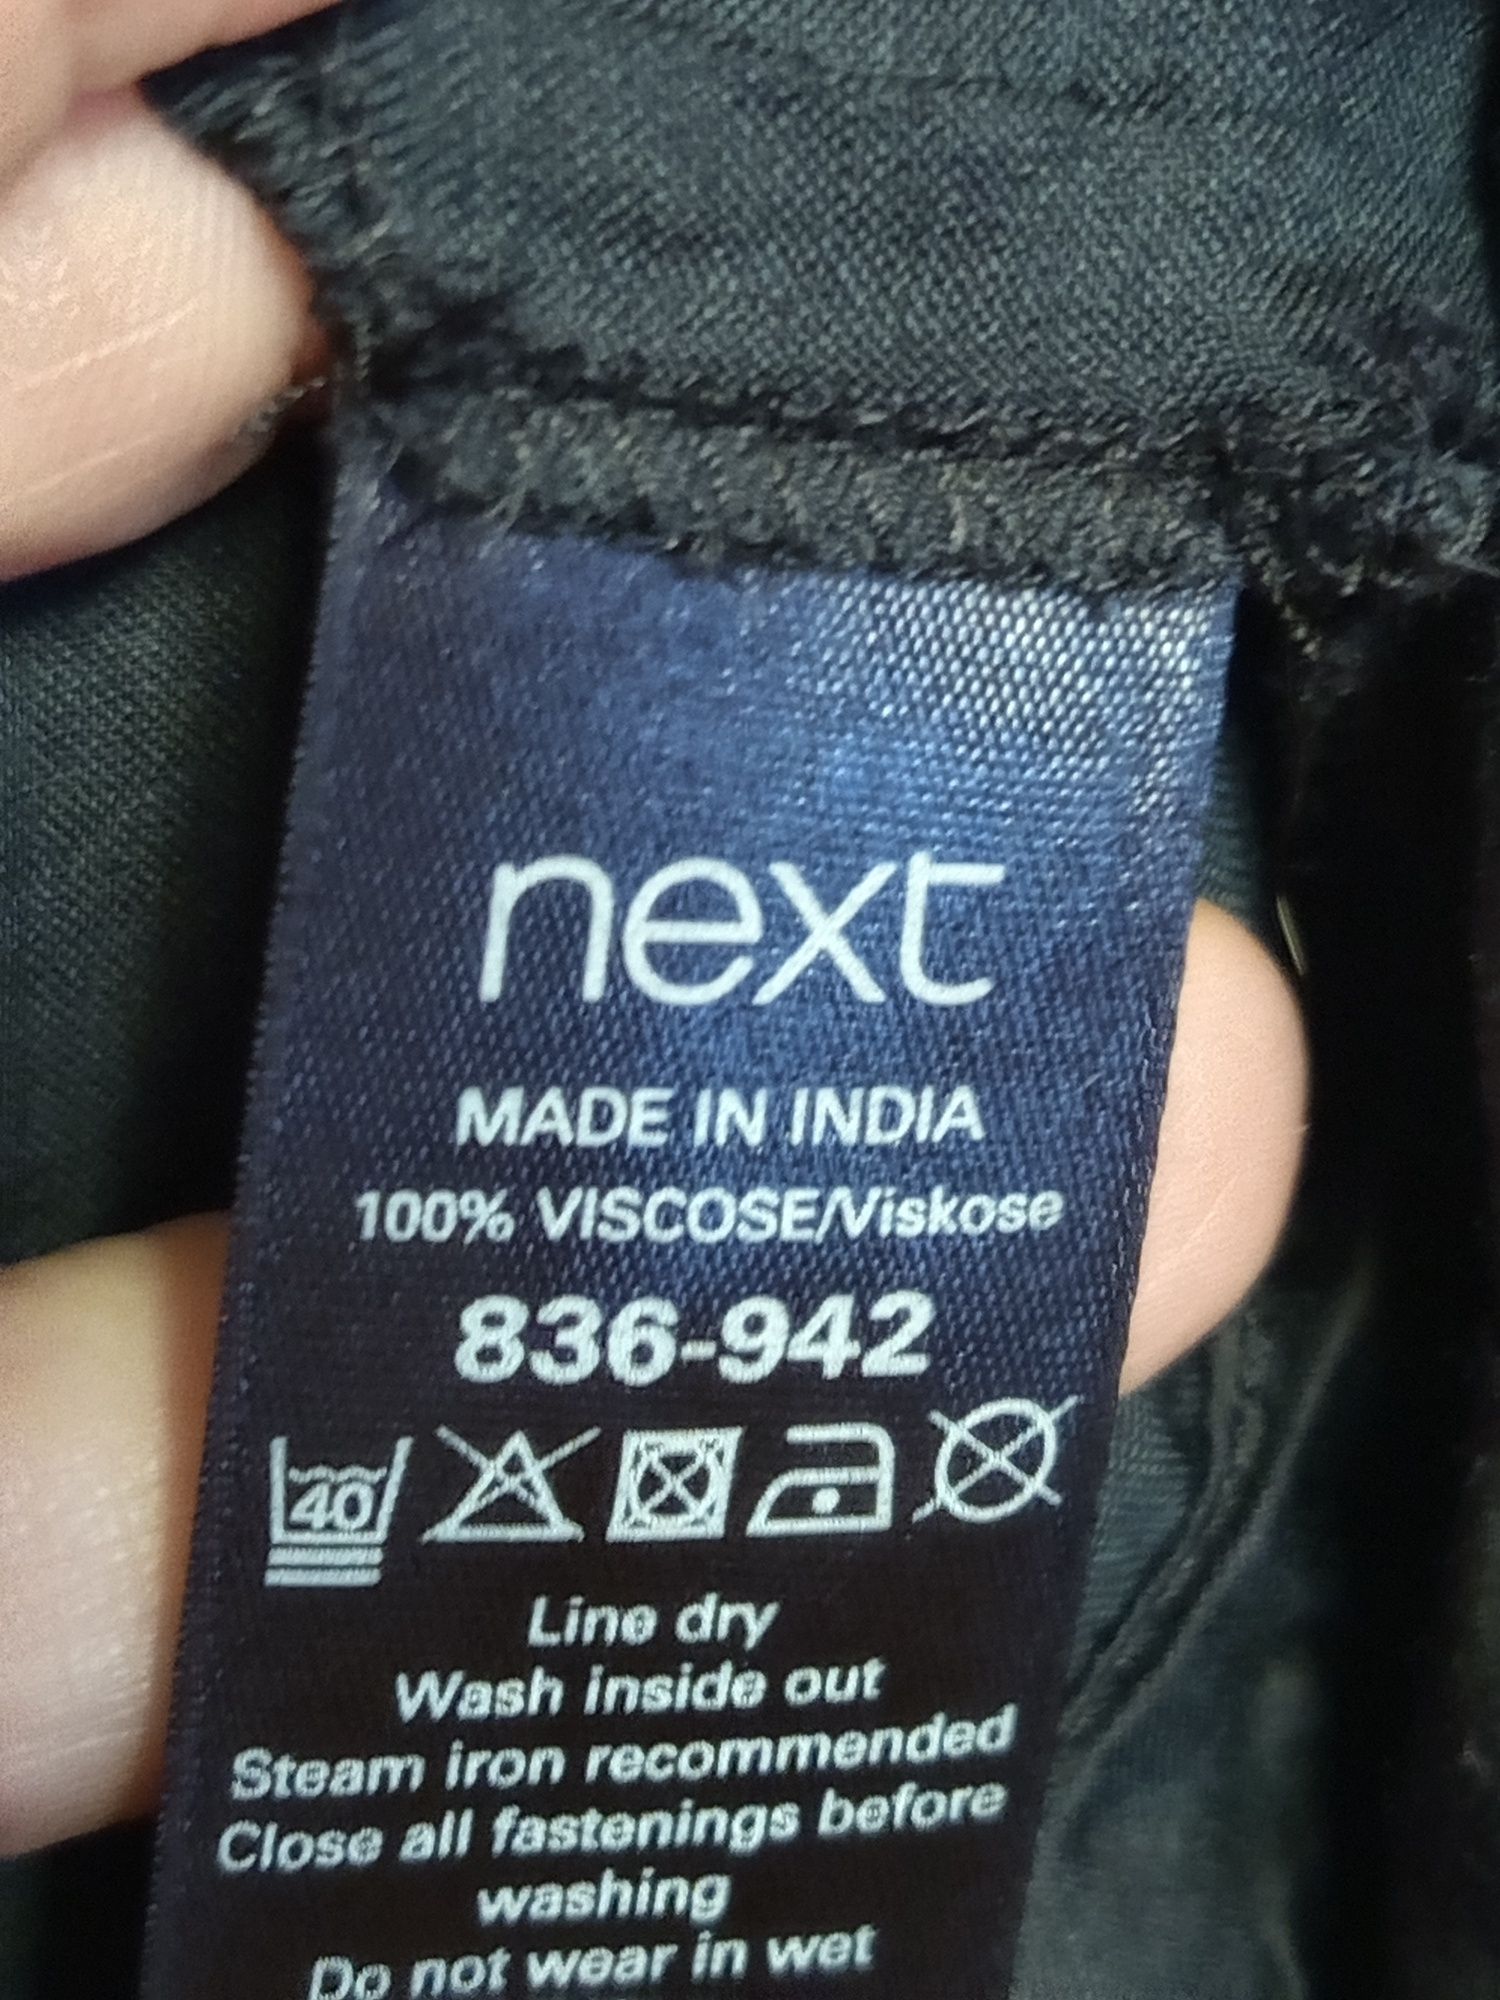 next
MADE IN INDIA
100% VISCOSE/Viskose
836-942
40
Line dry
Wash inside out
Steam iron recommended
Close all fastenings before
washing
Do not wear in wet